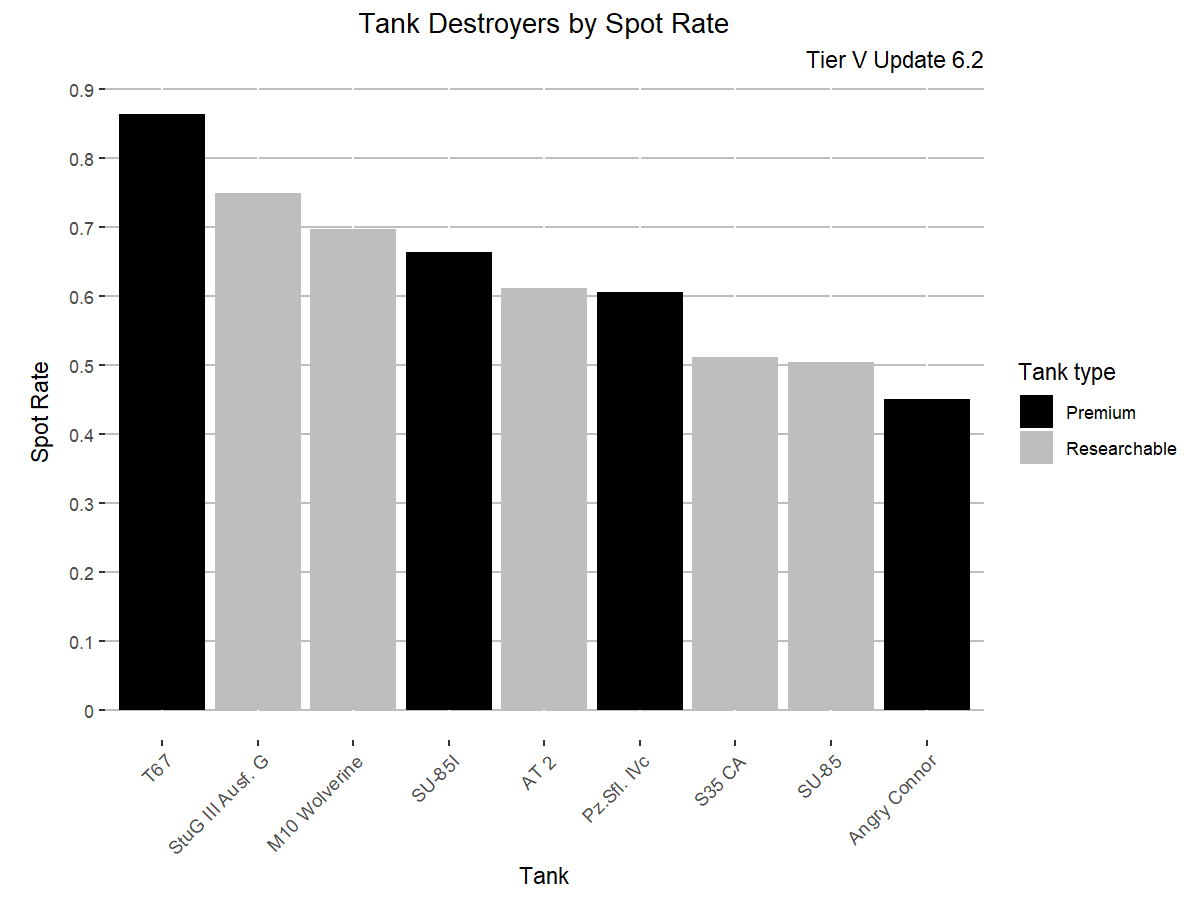 Tank Destroyers by Spot Rate
Tier V Update 6.2
Spot Rate
0.9
0.8
0.7
0.6
0.5
0.4
0.3
0.2
0.1
0
T67
StuG III Ausf. G
M10 Wolverine
SU-85I
AT 2
Pz.Sfl. IVc
S35 CA
SU-85
Angry Connor
Tank
Tank type
Premium
Researchable